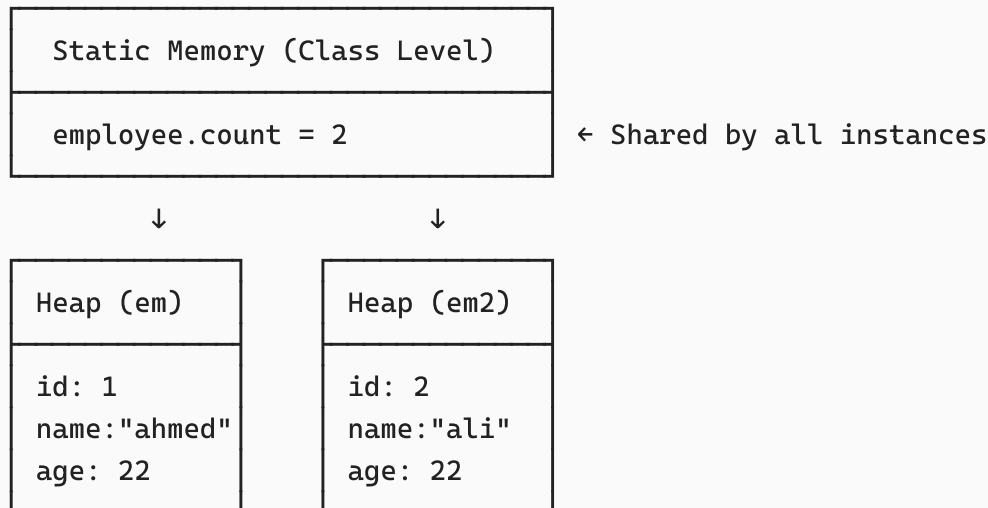 Static Memory (Class Level)
employee.count = 2 ← Shared by all instances
↓ ↓
Heap (em) Heap (em2)
id: 1 id: 2
name:"ahmed" name:"ali"
age: 22 age: 22